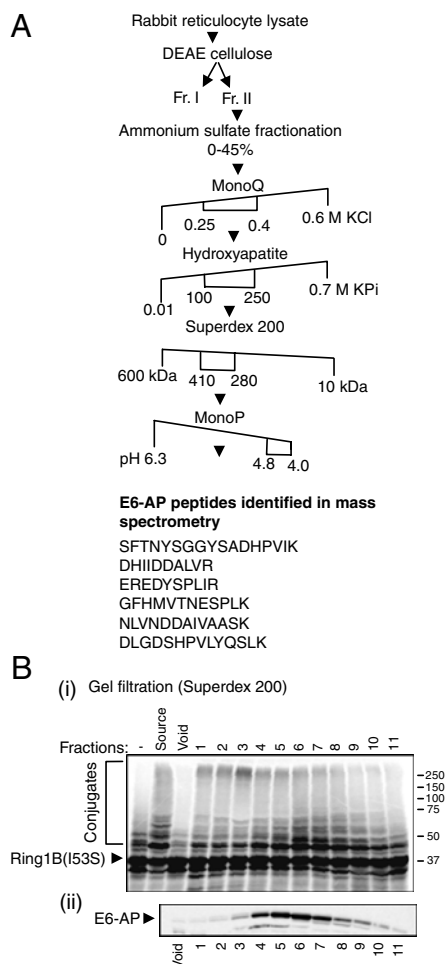 A
Rabbit reticulocyte lysate
DEAE cellulose
Fr. I Fr. II
Ammonium sulfate fractionation
0-45%
MonoQ
0 0.25 0.4 0.6 M KCl
Hydroxyapatite
0.01 100 250 0.7 M KPi
Superdex 200
600 kDa 410 280 10 kDa
MonoP
pH 6.3 4.8 4.0
E6-AP peptides identified in mass
spectrometry
SFTNYSGGYSADHPVIK
DHIIDDALVR
EREDYSPLIR
GFHMVTNESPLK
NLVNDDAIVAASK
DLGDSHPVLYQSLK
B
(i) Gel filtration (Superdex 200)
Fractions: - Source Void 1 2 3 4 5 6 7 8 9 10 11
Conjugates
250
150
100
75
50
Ring1B(I53S) 37
(ii)
E6-AP
Void 1 2 3 4 5 6 7 8 9 10 11